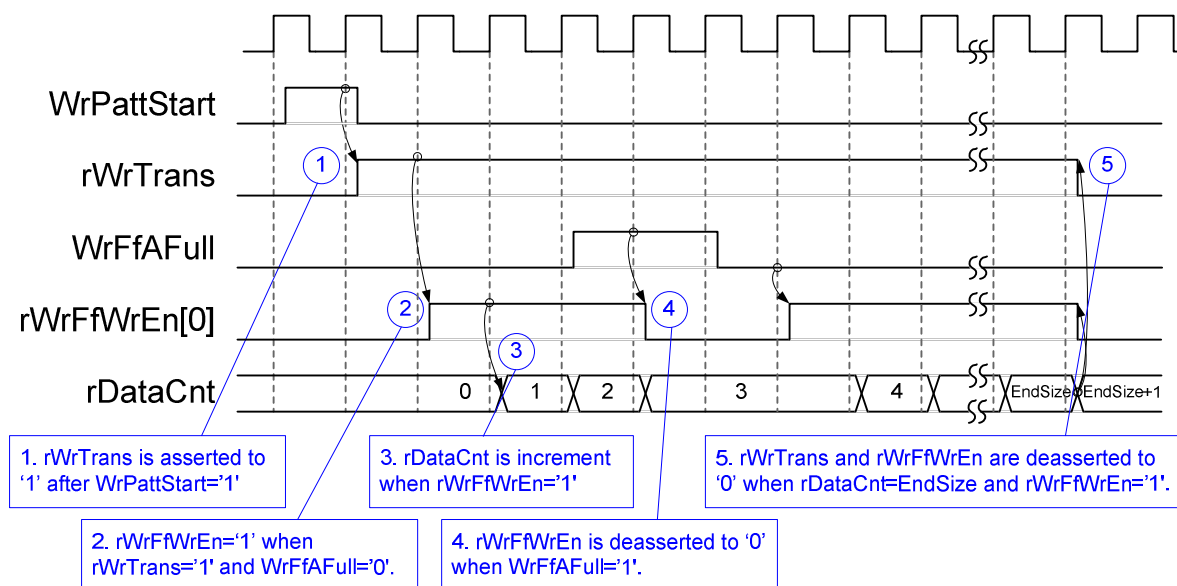 WrPattStart
1
5
rWrTrans
WrFfAFull
2
4
rWrFfWrEn[0]
3
rDataCnt
0 1 2 3 4 EndSize EndSize+1
1. rWrTrans is asserted to
‘1’ after WrPattStart=’1'
3. rDataCnt is increment
when rWrFfWrEn=’1'
5. rWrTrans and rWrFfWrEn are deasserted to
‘0’ when rDataCnt=EndSize and rWrFfWrEn=’1'.
2. rWrFfWrEn=‘1’ when
rWrTrans=’1' and WrFfAFull=’0’.
4. rWrFfWrEn is deasserted to ‘0’
when WrFfAFull=’1'.